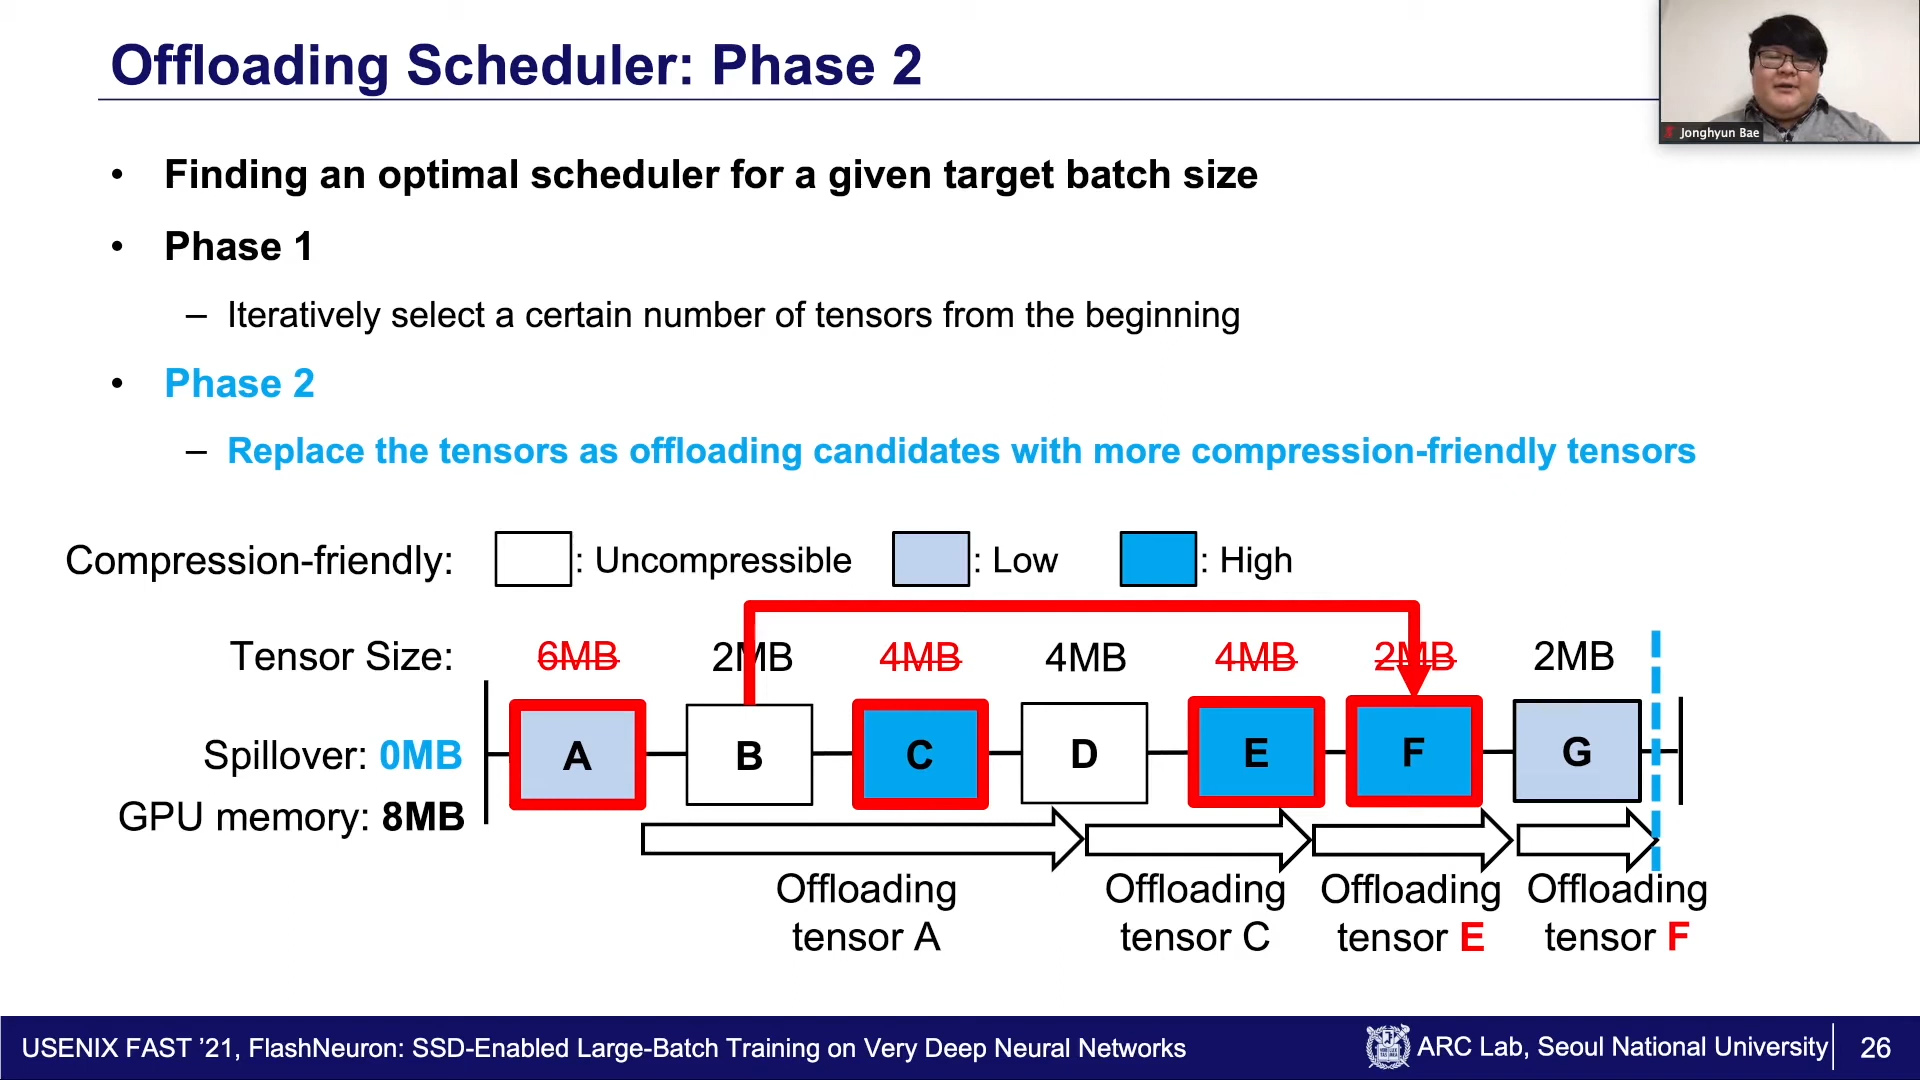 Offloading Scheduler: Phase 2
Jonghyun Bae
• Finding an optimal scheduler for a given target batch size
• Phase 1
– Iteratively select a certain number of tensors from the beginning
• Phase 2
– Replace the tensors as offloading candidates with more compression-friendly tensors
Compression-friendly: : Uncompressible : Low : High
Tensor Size: 6MB 2MB 4MB 4MB 4MB 2MB 2MB
Spillover: 0MB A B C D E F G
GPU memory: 8MB
Offloading Offloading Offloading Offloading
tensor A tensor C tensor E tensor F
USENIX FAST ’21, FlashNeuron: SSD-Enabled Large-Batch Training on Very Deep Neural Networks ARC Lab, Seoul National University 26